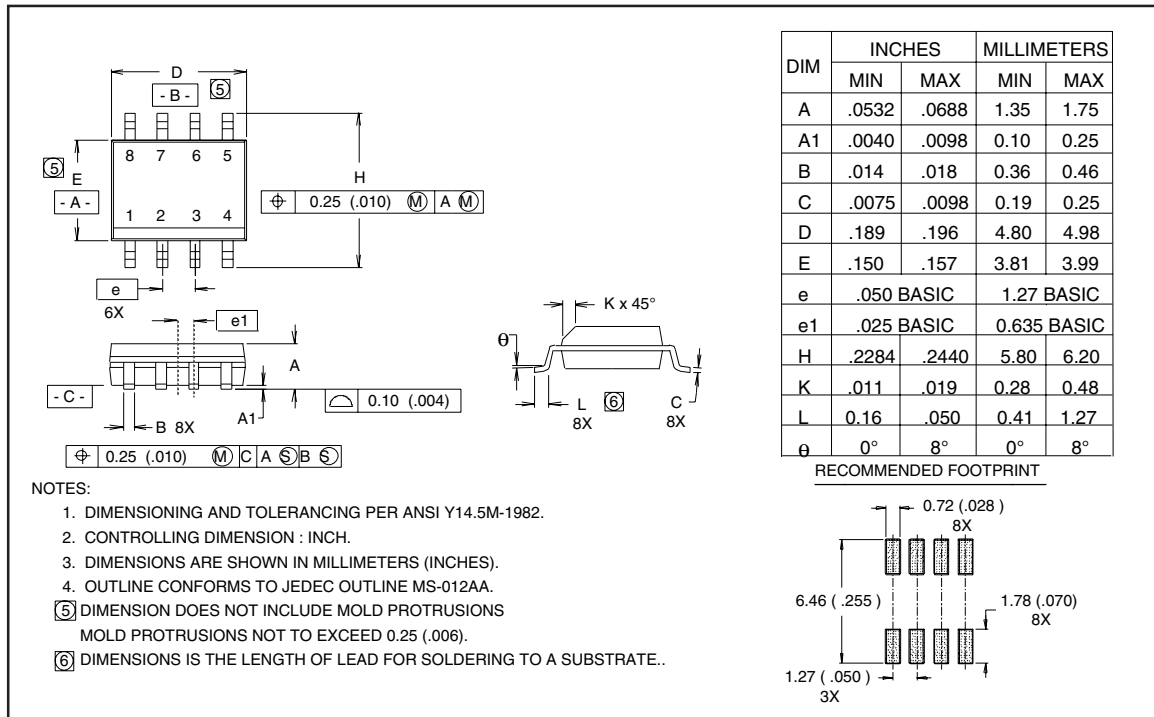 D
- B -
5
8 7 6 5
5
E
- A -
H
0.25 (.010) M A M
1 2 3 4
e
6X
e1
K x 45°
θ
A
- C -
A1
B 8X
0.10 (.004)
L
8X
6
C
8X
0.25 (.010) M C A S B S
DIM INCHES MILLIMETERS
MIN MAX MIN MAX
A .0532 .0688 1.35 1.75
A1 .0040 .0098 0.10 0.25
B .014 .018 0.36 0.46
C .0075 .0098 0.19 0.25
D .189 .196 4.80 4.98
E .150 .157 3.81 3.99
e .050 BASIC 1.27 BASIC
e1 .025 BASIC 0.635 BASIC
H .2284 .2440 5.80 6.20
K .011 .019 0.28 0.48
L 0.16 .050 0.41 1.27
θ 0° 8° 0° 8°
NOTES:
1. DIMENSIONING AND TOLERANCING PER ANSI Y14.5M-1982.
2. CONTROLLING DIMENSION : INCH.
3. DIMENSIONS ARE SHOWN IN MILLIMETERS (INCHES).
4. OUTLINE CONFORMS TO JEDEC OUTLINE MS-012AA.
5 DIMENSION DOES NOT INCLUDE MOLD PROTRUSIONS
MOLD PROTRUSIONS NOT TO EXCEED 0.25 (.006).
6 DIMENSIONS IS THE LENGTH OF LEAD FOR SOLDERING TO A SUBSTRATE..
RECOMMENDED FOOTPRINT
0.72 (.028 )
8X
6.46 ( .255 )
1.78 (.070)
8X
1.27 ( .050 )
3X